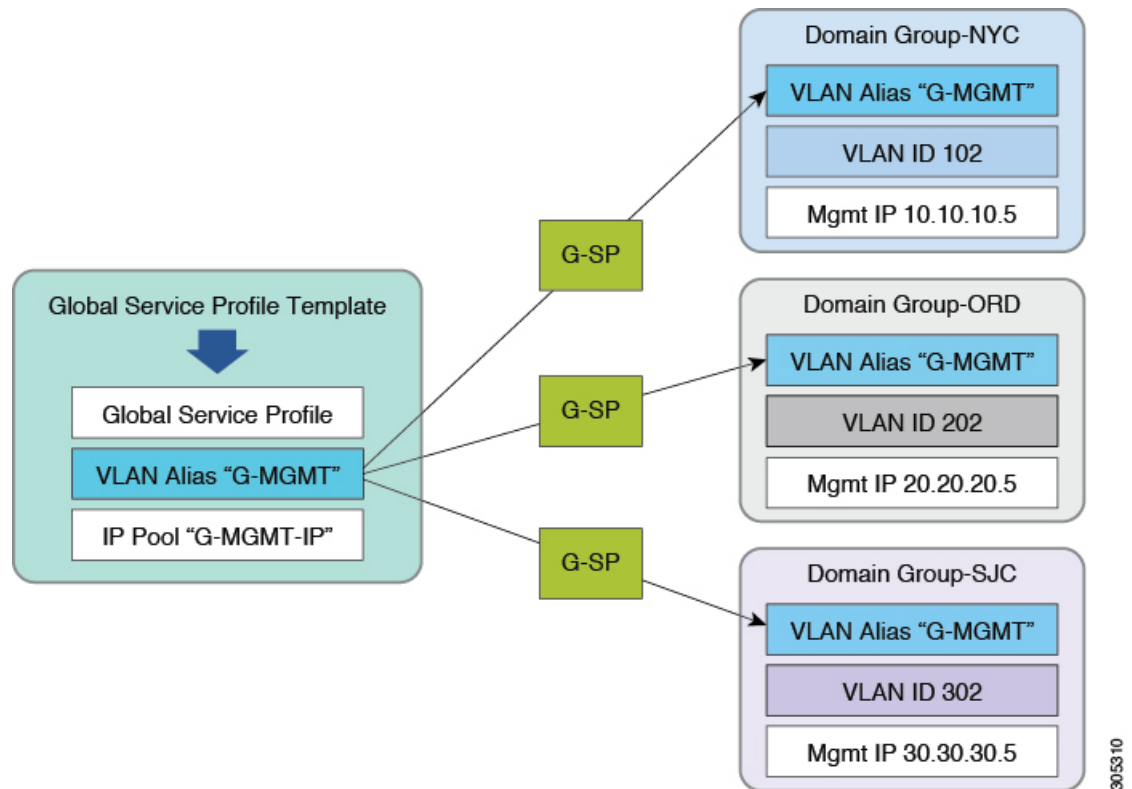 Global Service Profile Template
Global Service Profile
VLAN Alias “G-MGMT”
IP Pool “G-MGMT-IP”
G-SP
G-SP
G-SP
Domain Group-NYC
VLAN Alias “G-MGMT”
VLAN ID 102
Mgmt IP 10.10.10.5
Domain Group-ORD
VLAN Alias “G-MGMT”
VLAN ID 202
Mgmt IP 20.20.20.5
Domain Group-SJC
VLAN Alias “G-MGMT”
VLAN ID 302
Mgmt IP 30.30.30.5
305310